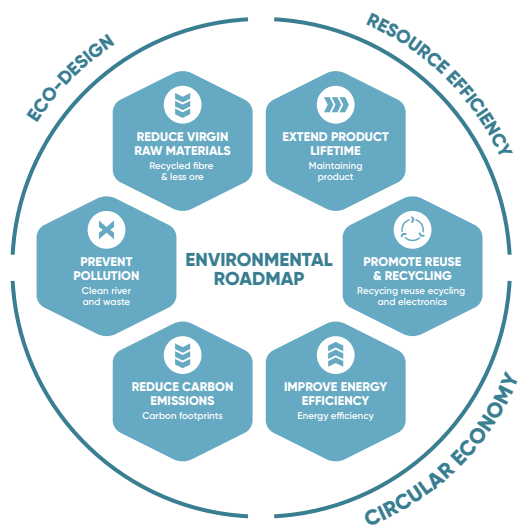 ECO-DESIGN
RESOURCE EFFICIENCY
REDUCE VIRGIN
RAW MATERIALS
Recycled fibre
& less ore
EXTEND PRODUCT
LIFETIME
Maintaining
product
PREVENT
POLLUTION
Clean river
and waste
ENVIRONMENTAL
ROADMAP
PROMOTE REUSE
& RECYCLING
Recycing reuse ecycling
and electronics
REDUCE CARBON
EMISSIONS
Carbon footprints
IMPROVE ENERGY
EFFICIENCY
Energy efficiency
CIRCULAR ECONOMY